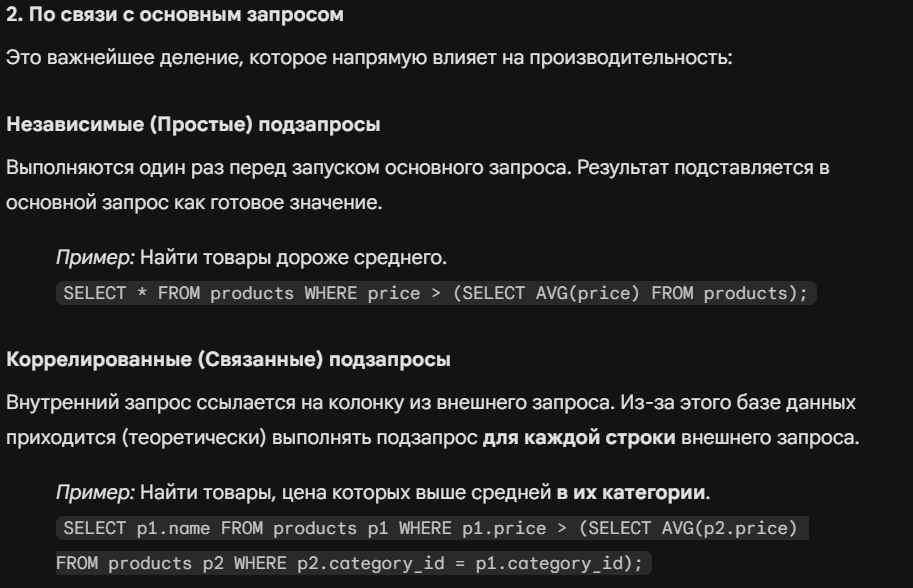 2. По связи с основным запросом
Это важнейшее деление, которое напрямую влияет на производительность:
Независимые (Простые) подзапросы
Выполняются один раз перед запуском основного запроса. Результат подставляется в
основной запрос как готовое значение.
Пример: Найти товары дороже среднего.
SELECT * FROM products WHERE price > (SELECT AVG(price) FROM products);
Коррелированные (Связанные) подзапросы
Внутренний запрос ссылается на колонку из внешнего запроса. Из-за этого базе данных
приходится (теоретически) выполнять подзапрос для каждой строки внешнего запроса.
Пример: Найти товары, цена которых выше средней в их категории.
SELECT p1.name FROM products p1 WHERE p1.price > (SELECT AVG(p2.price)
FROM products p2 WHERE p2.category_id = p1.category_id);